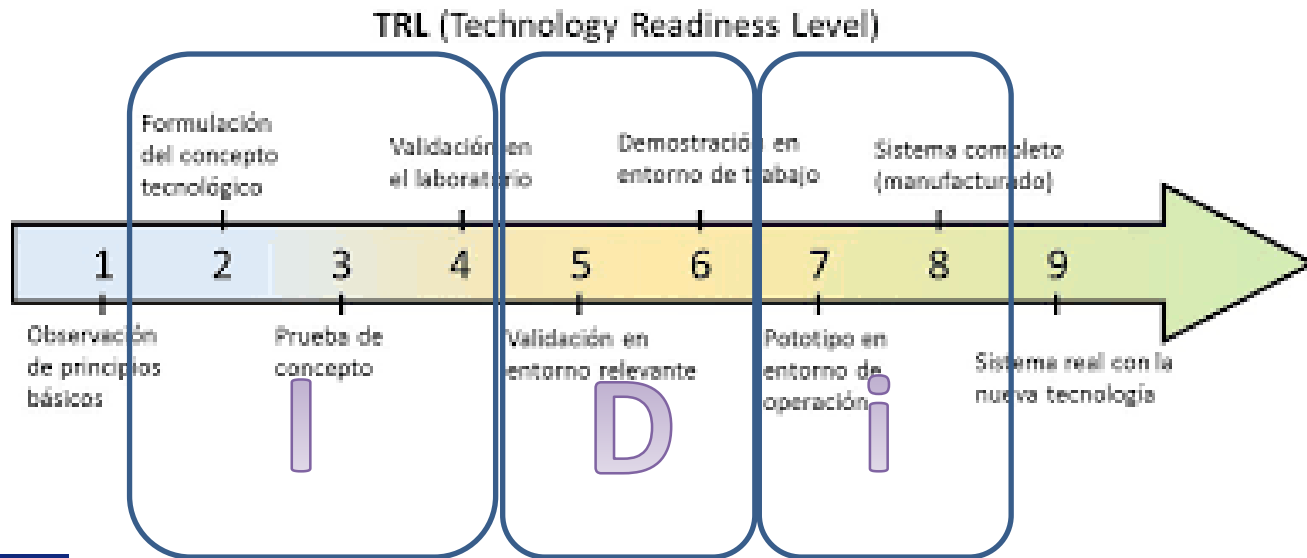 TRL (Technology Readiness Level)
Formulación
del concepto
tecnológico
Validación en
el laboratorio
Demostración en
entorno de trabajo
Sistema completo
(manufacturado)
1 2 3 4 5 6 7 8 9
Observación
de principios
básicos
Prueba de
concepto
Validación en
entorno relevante
Pototipo en
entorno de
operación
Sistema real con la
nueva tecnología
I D i